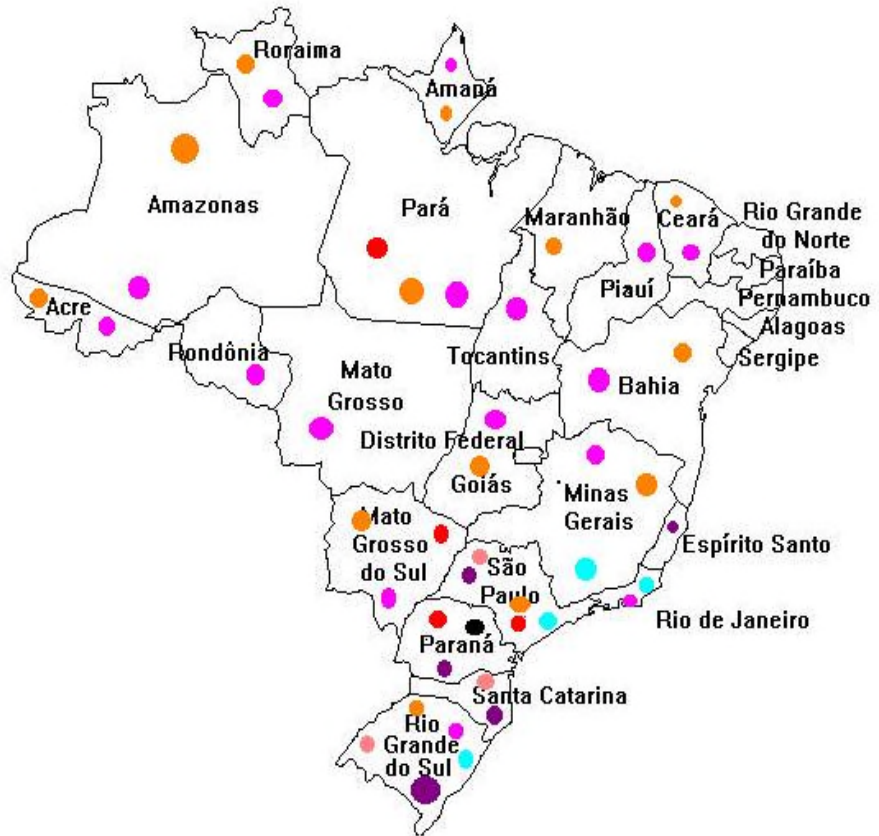 Roraima
Amapá
Amazonas
Pará
Maranhão
Ceará
Rio Grande
do Norte
Paraíba
Piauí
Pernambuco
Acre
Alagoas
Rondônia
Tocantins
Sergipe
Mato
Grosso
Bahia
Distrito Federal
Goiás
Minas
Gerais
Mato
Grosso
do Sul
Espírito Santo
São
Paulo
Rio de Janeiro
Paraná
Santa Catarina
Rio
Grande
do Sul